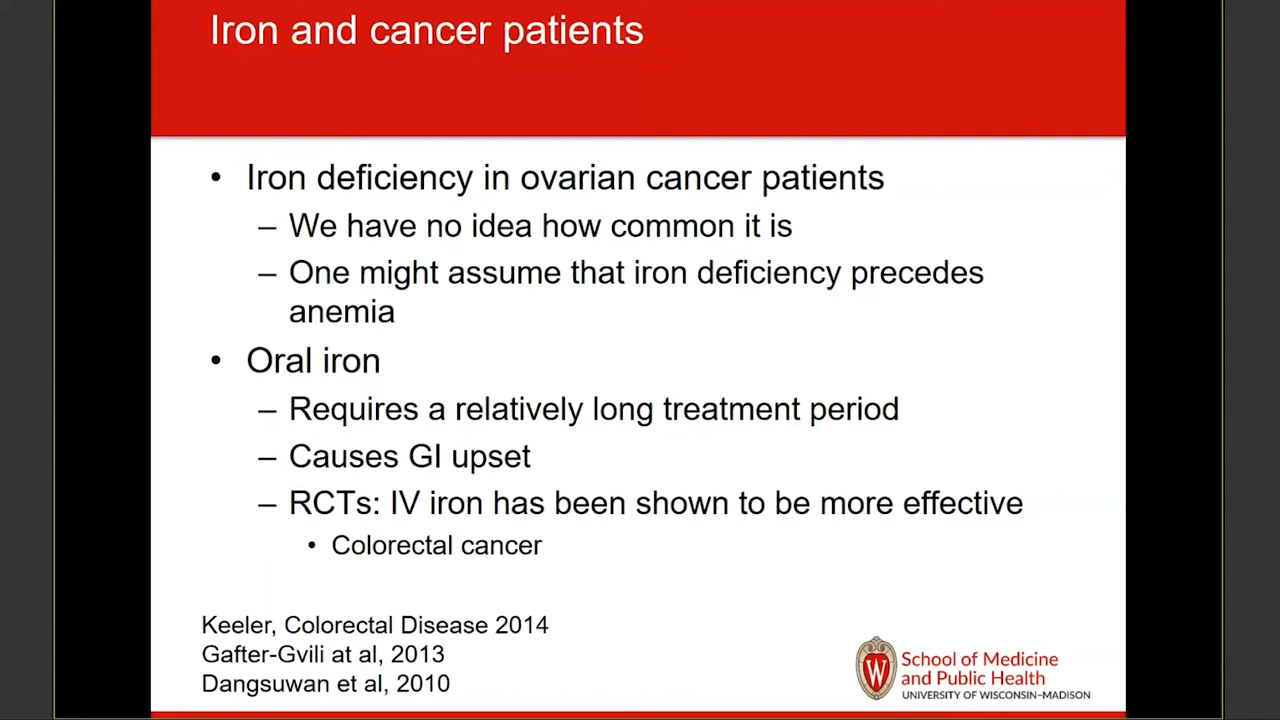 Iron and cancer patients
• Iron deficiency in ovarian cancer patients
– We have no idea how common it is
– One might assume that iron deficiency precedes
anemia
• Oral iron
– Requires a relatively long treatment period
– Causes GI upset
– RCTs: IV iron has been shown to be more effective
• Colorectal cancer
Keeler, Colorectal Disease 2014
Gafter-Gvili at al, 2013
Dangsuwan et al, 2010
W
School of Medicine
and Public Health
UNIVERSITY OF WISCONSIN–MADISON